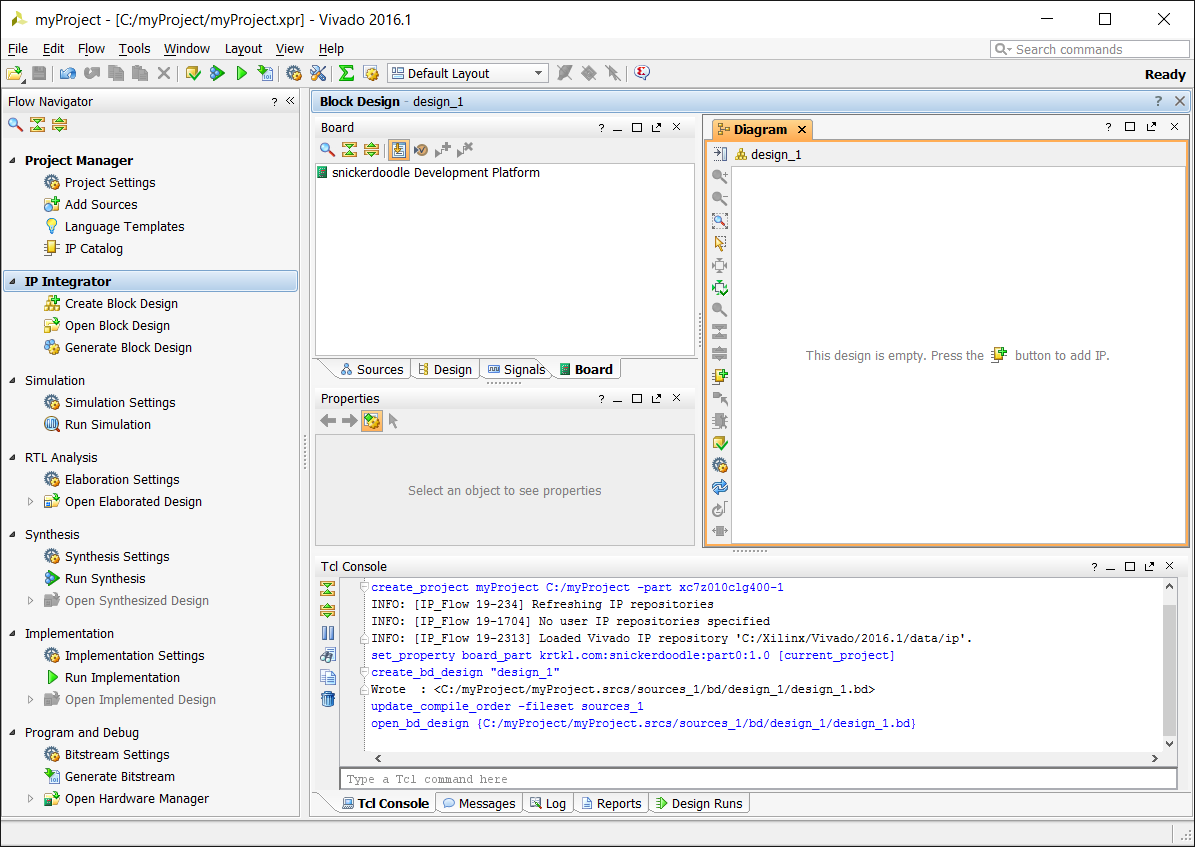 myProject - [C:/myProject/myProject.xpr] - Vivado 2016.1
File Edit Flow Tools Window Layout View Help
Search commands
Default Layout
Ready
Flow Navigator ? «
Project Manager
Project Settings
Add Sources
Language Templates
IP Catalog
IP Integrator
Create Block Design
Open Block Design
Generate Block Design
Simulation
Simulation Settings
Run Simulation
RTL Analysis
Elaboration Settings
Open Elaborated Design
Synthesis
Synthesis Settings
Run Synthesis
Open Synthesized Design
Implementation
Implementation Settings
Run Implementation
Open Implemented Design
Program and Debug
Bitstream Settings
Generate Bitstream
Open Hardware Manager
Block Design - design_1 ?
Board ?
snickerdoodle Development Platform
Sources Design Signals Board
Properties ?
Select an object to see properties
Diagram ?
design_1
This design is empty. Press the button to add IP.
Tcl Console ?
create_project myProject C:/myProject -part xc7z010clg400-1
INFO: [IP_Flow 19-234] Refreshing IP repositories
INFO: [IP_Flow 19-1704] No user IP repositories specified
INFO: [IP_Flow 19-2313] Loaded Vivado IP repository 'C:/Xilinx/Vivado/2016.1/data/ip'.
set_property board_part krtkl.com:snickerdoodle:part0:1.0 [current_project]
create_bd_design "design_1"
Wrote  : <C:/myProject/myProject.srcs/sources_1/bd/design_1/design_1.bd>
update_compile_order -fileset sources_1
open_bd_design {C:/myProject/myProject.srcs/sources_1/bd/design_1/design_1.bd}
Type a Tcl command here
Tcl Console Messages Log Reports Design Runs